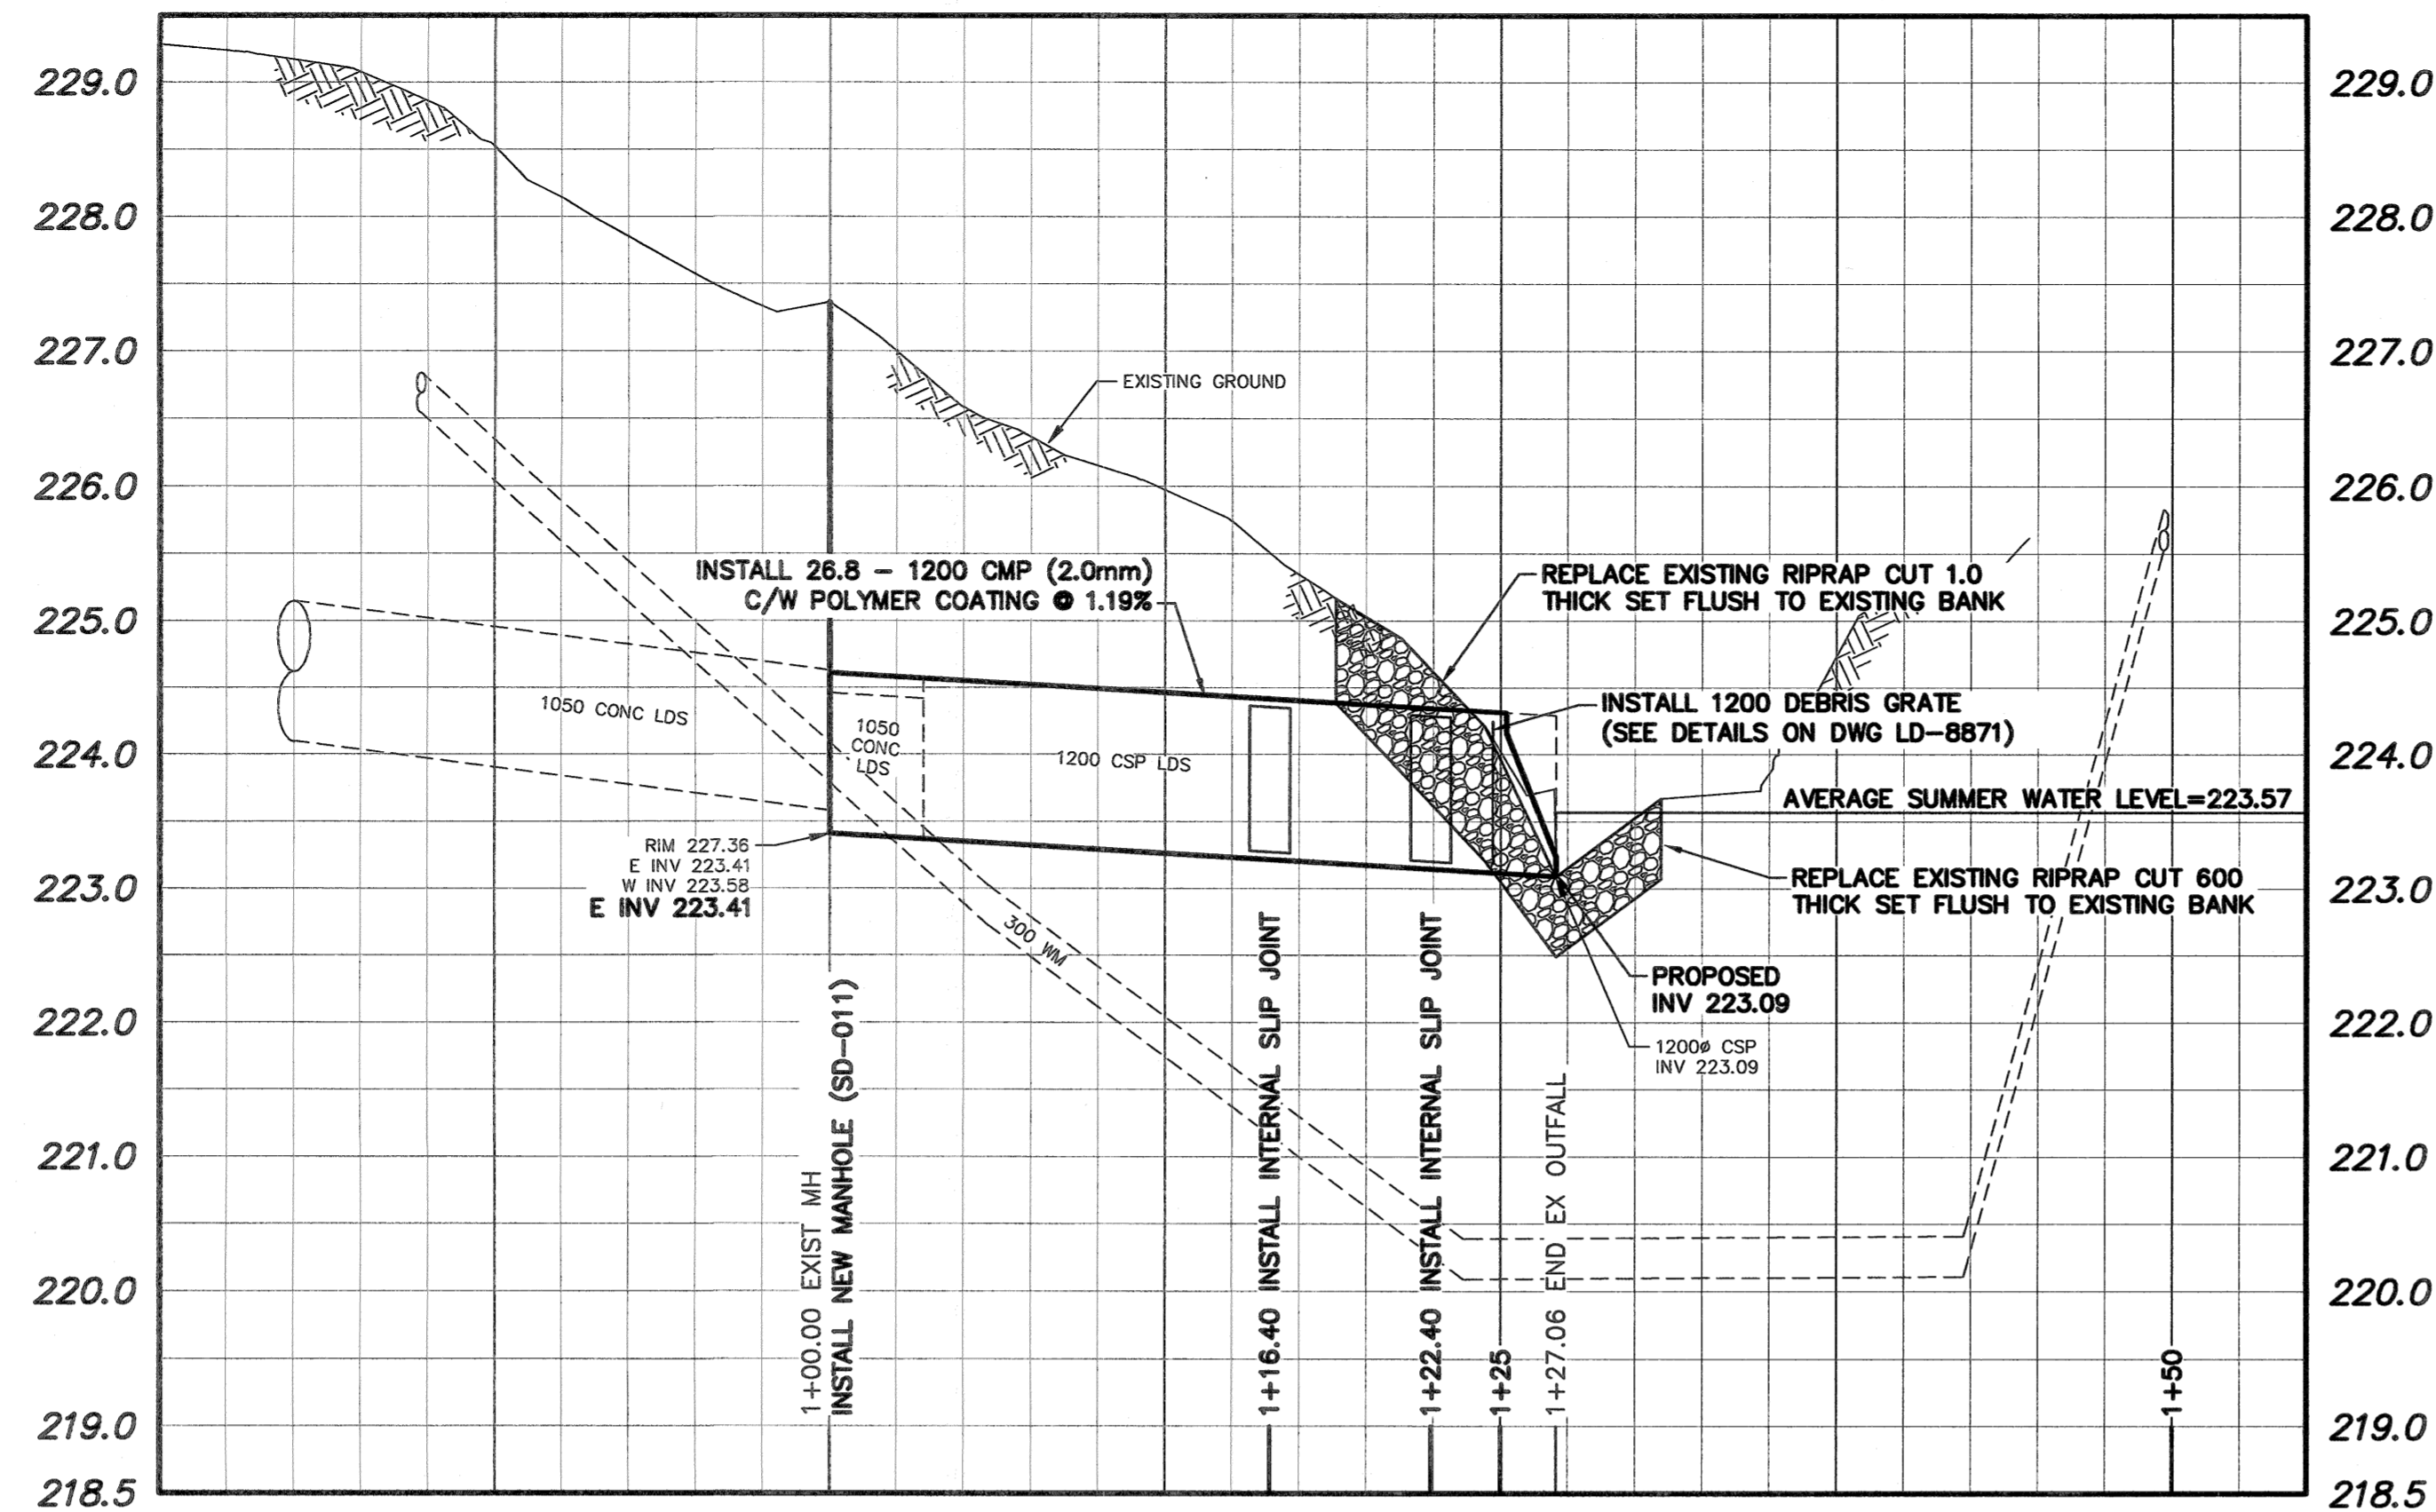 229.0
228.0
227.0
226.0
225.0
224.0
223.0
222.0
221.0
220.0
219.0
218.5
229.0
228.0
227.0
226.0
225.0
224.0
223.0
222.0
221.0
220.0
219.0
218.5
EXISTING GROUND
INSTALL 26.8 - 1200 CMP (2.0mm)
C/W POLYMER COATING @ 1.19%
REPLACE EXISTING RIPRAP CUT 1.0
THICK SET FLUSH TO EXISTING BANK
1050 CONC LDS
1050
CONC
LDS
1200 CSP LDS
INSTALL 1200 DEBRIS GRATE
(SEE DETAILS ON DWG LD-8871)
AVERAGE SUMMER WATER LEVEL=223.57
RIM 227.36
E INV 223.41
W INV 223.58
E INV 223.41
REPLACE EXISTING RIPRAP CUT 600
THICK SET FLUSH TO EXISTING BANK
300 WM
PROPOSED
INV 223.09
1200ø CSP
INV 223.09
1+00.00 EXIST MH
INSTALL NEW MANHOLE (SD-011)
1+16.40 INSTALL INTERNAL SLIP JOINT
1+22.40 INSTALL INTERNAL SLIP JOINT
1+25
1+27.06 END EX OUTFALL
1+50